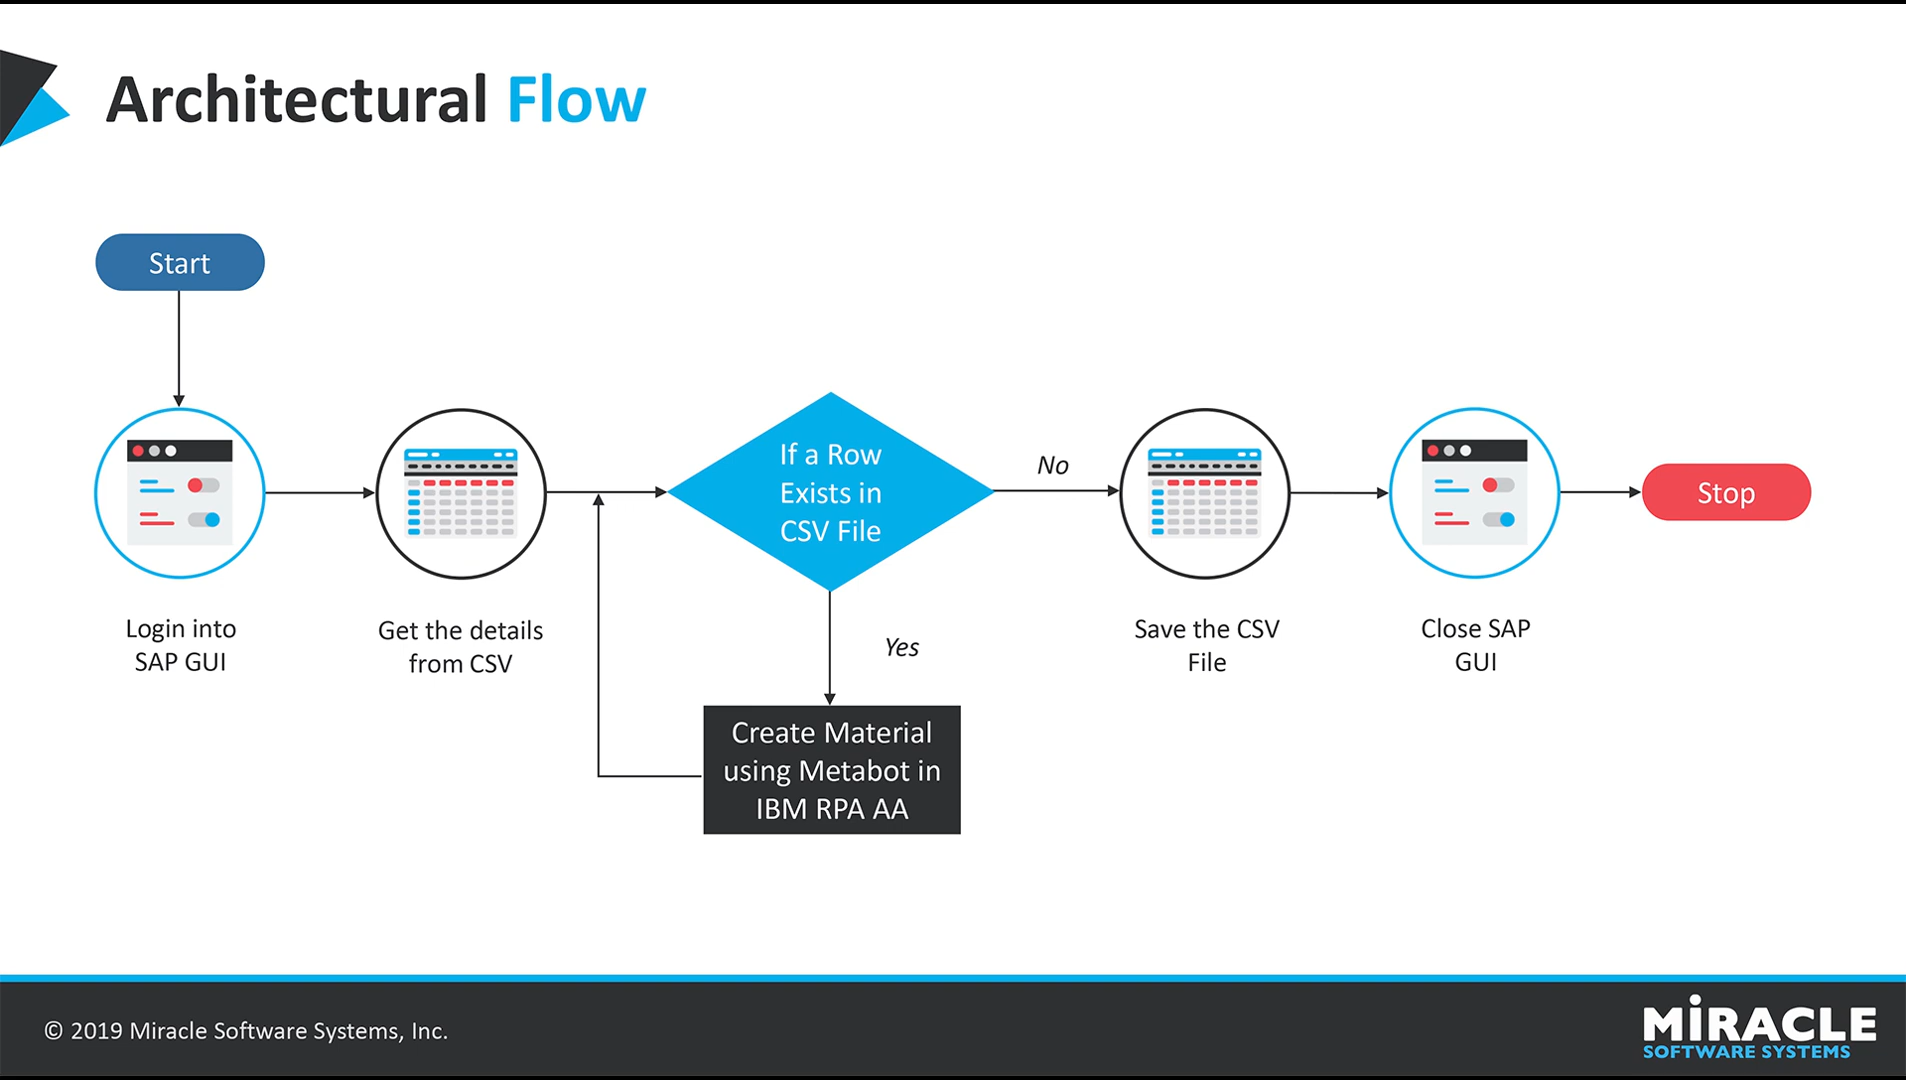 Architectural Flow
Start
Login into
SAP GUI
Get the details
from CSV
If a Row
Exists in
CSV File
Yes
Create Material
using Metabot in
IBM RPA AA
No
Save the CSV
File
Close SAP
GUI
Stop
© 2019 Miracle Software Systems, Inc.
MiRACLE
SOFTWARE SYSTEMS